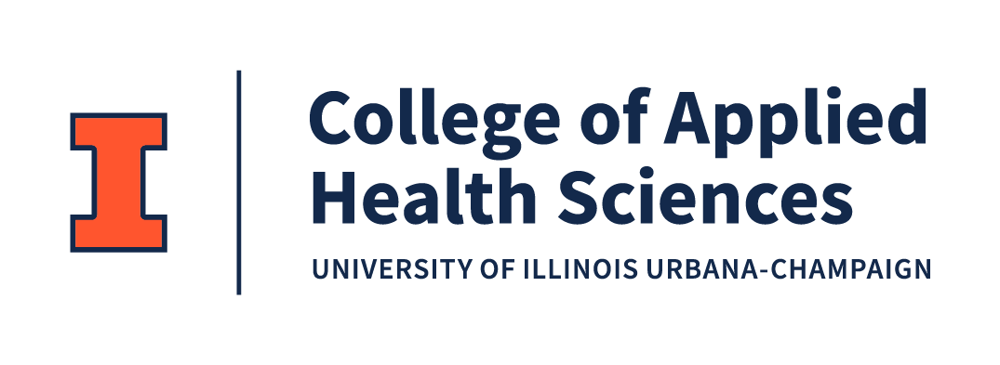 I
College of Applied
Health Sciences
UNIVERSITY OF ILLINOIS URBANA-CHAMPAIGN